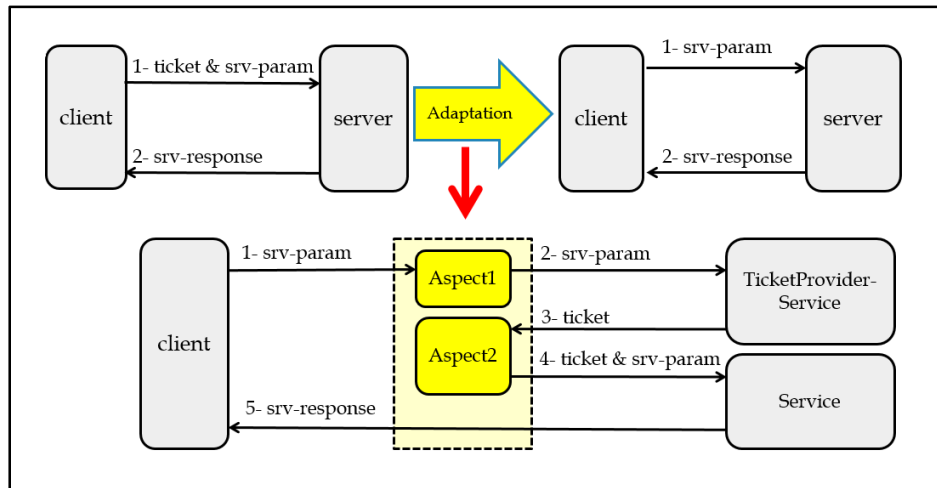 1- ticket & srv-param
client
server
2- srv-response
Adaptation
1- srv-param
client
server
2- srv-response
1- srv-param
client
Aspect1
2- srv-param
TicketProvider-
Service
3- ticket
Aspect2
4- ticket & srv-param
Service
5- srv-response